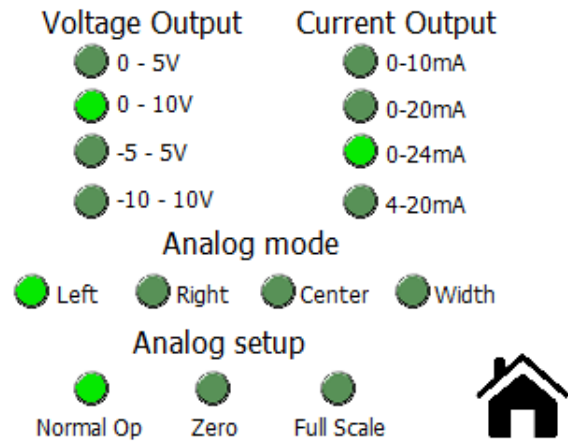 Voltage Output Current Output
0 - 5V 0-10mA
0 - 10V 0-20mA
-5 - 5V 0-24mA
-10 - 10V 4-20mA
Analog mode
Left Right Center Width
Analog setup
Normal Op Zero Full Scale